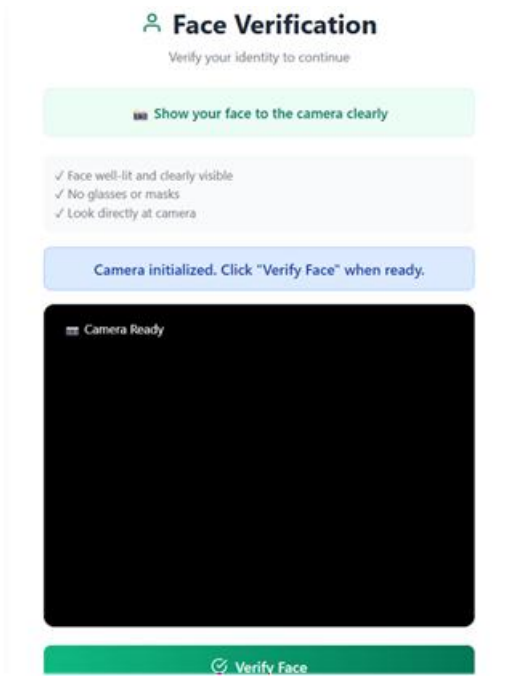 Face Verification
Verify your identity to continue
📷 Show your face to the camera clearly
✓ Face well-lit and clearly visible
✓ No glasses or masks
✓ Look directly at camera
Camera initialized. Click "Verify Face" when ready.
📷 Camera Ready
Verify Face